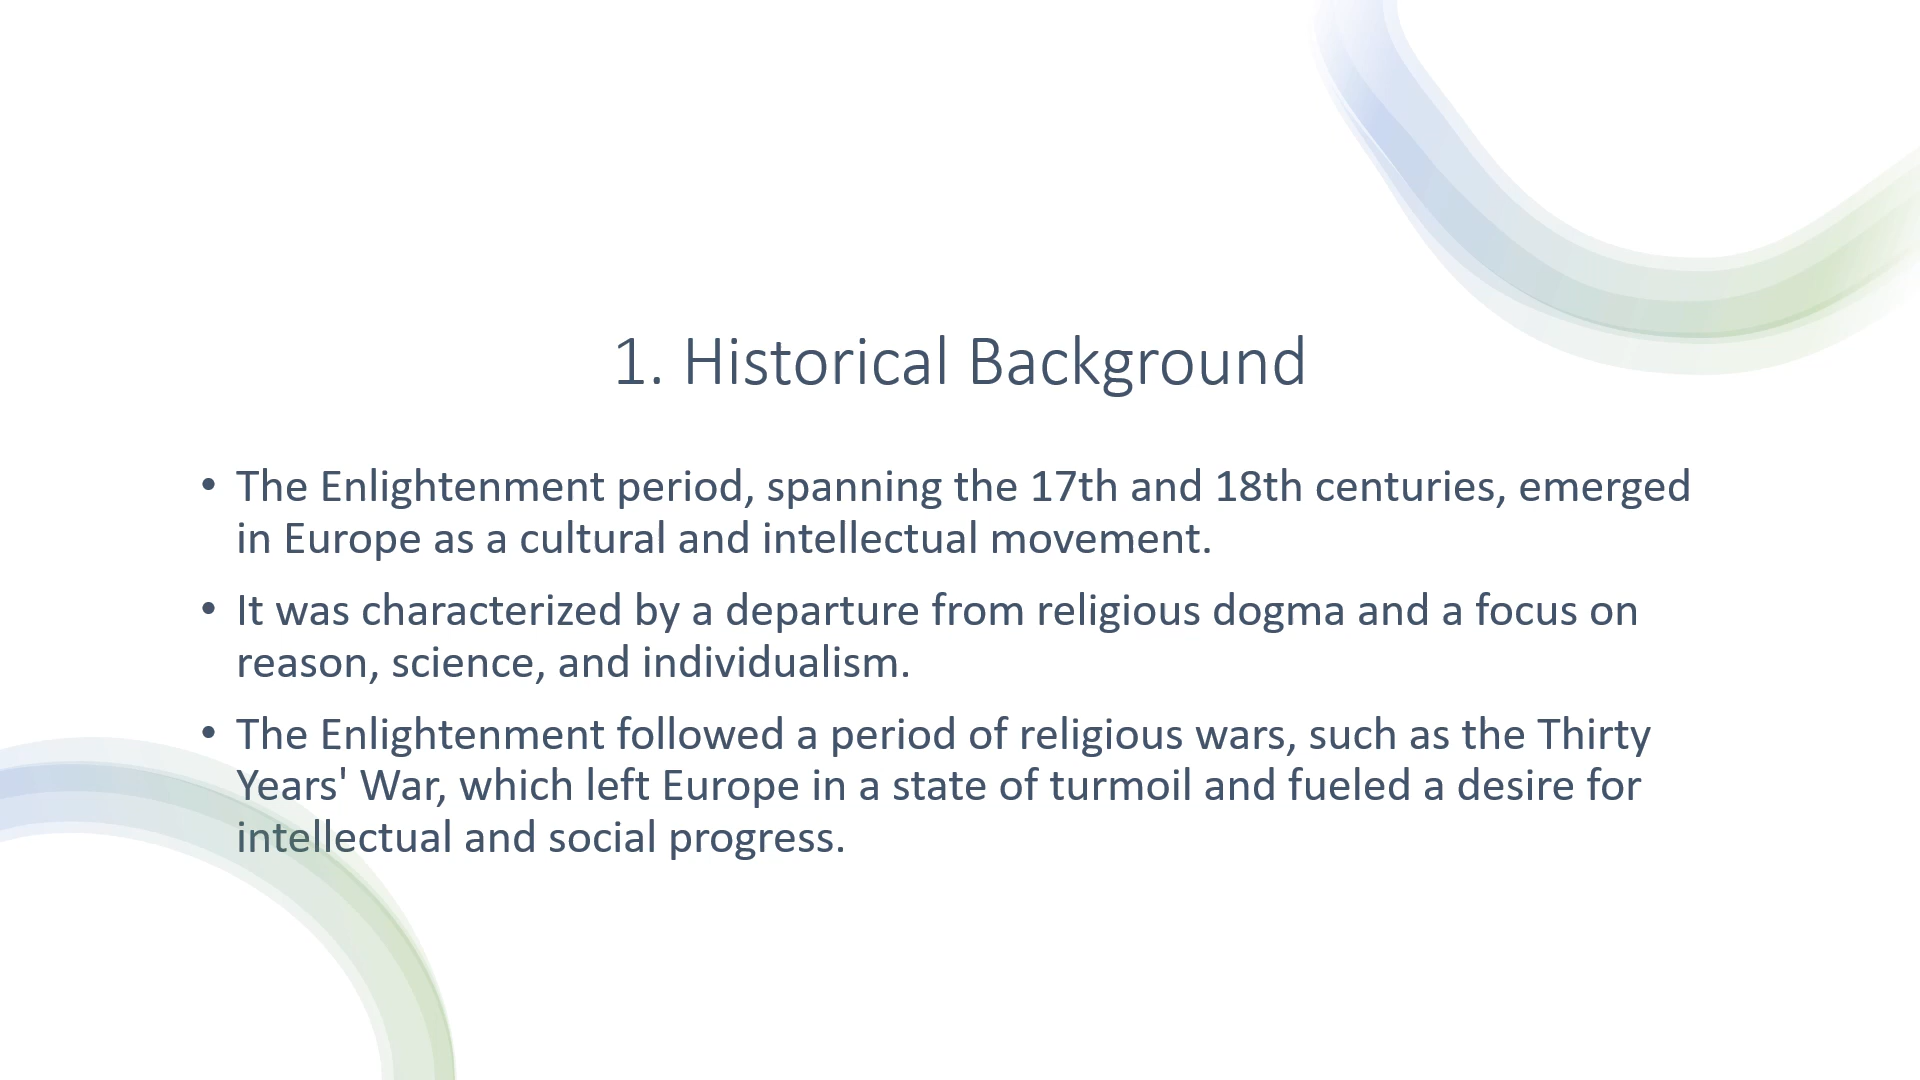 1. Historical Background
• The Enlightenment period, spanning the 17th and 18th centuries, emerged
in Europe as a cultural and intellectual movement.
• It was characterized by a departure from religious dogma and a focus on
reason, science, and individualism.
• The Enlightenment followed a period of religious wars, such as the Thirty
Years' War, which left Europe in a state of turmoil and fueled a desire for
intellectual and social progress.